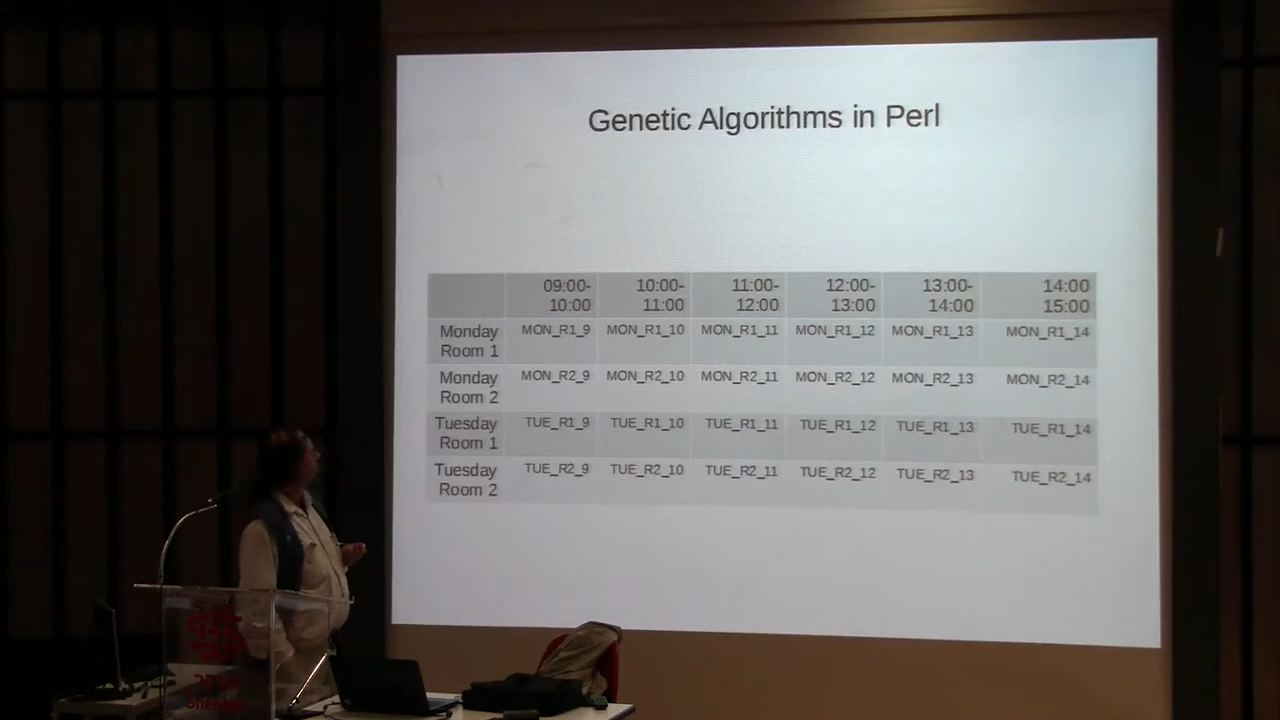 Genetic Algorithms in Perl
09:00- 10:00- 11:00- 12:00- 13:00- 14:00
10:00 11:00 12:00 13:00 14:00 15:00
Monday MON_R1_9 MON_R1_10 MON_R1_11 MON_R1_12 MON_R1_13 MON_R1_14
Room 1
Monday MON_R2_9 MON_R2_10 MON_R2_11 MON_R2_12 MON_R2_13 MON_R2_14
Room 2
Tuesday TUE_R1_9 TUE_R1_10 TUE_R1_11 TUE_R1_12 TUE_R1_13 TUE_R1_14
Room 1
Tuesday TUE_R2_9 TUE_R2_10 TUE_R2_11 TUE_R2_12 TUE_R2_13 TUE_R2_14
Room 2